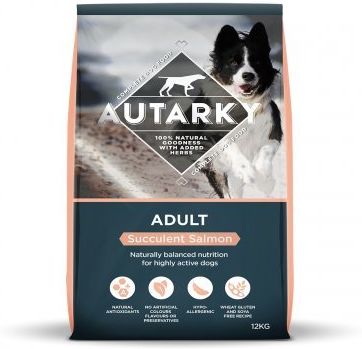 COMPLETE DOG FOOD
AUTARKY
100% NATURAL
GOODNESS
WITH ADDED
HERBS
COMPLETE DOG FOOD
ADULT
Succulent Salmon
Naturally balanced nutrition
for highly active dogs
NATURAL
ANTIOXIDANTS
NO ARTIFICIAL
COLOURS
FLAVOURS OR
PRESERVATIVES
HYPO-
ALLERGENIC
WHEAT GLUTEN
AND SOYA
FREE RECIPE
12KG